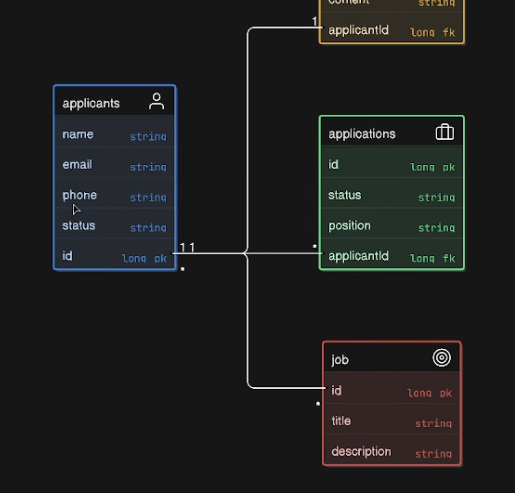 content string
1
applicantId long fk
applicants
name string
email string
phone string
status string
id long pk
1 1
*
applications
id long pk
status string
position string
* applicantId long fk
job
id long pk
*
title string
description string